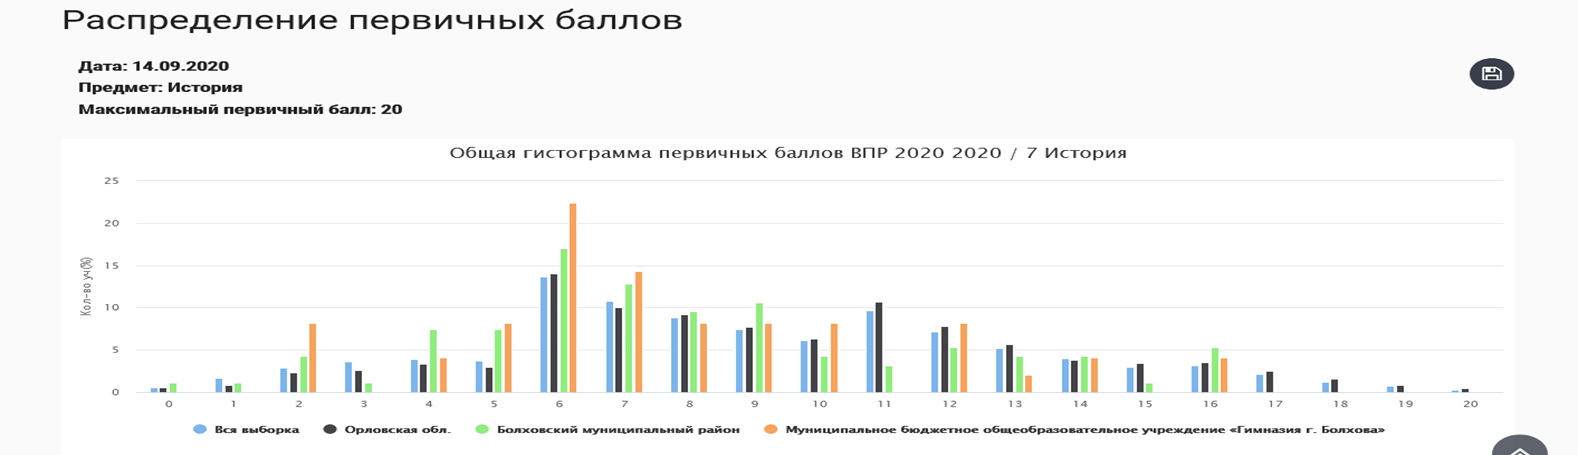 Распределение первичных баллов
Дата: 14.09.2020
Предмет: История
Максимальный первичный балл: 20
Общая гистограмма первичных баллов ВПР 2020 2020 / 7 История
25
20
15
10
5
0
Кол-во уч(%)
0 1 2 3 4 5 6 7 8 9 10 11 12 13 14 15 16 17 18 19 20
Вся выборка Орловская обл. Болховский муниципальный район Муниципальное бюджетное общеобразовательное учреждение «Гимназия г. Болхова»